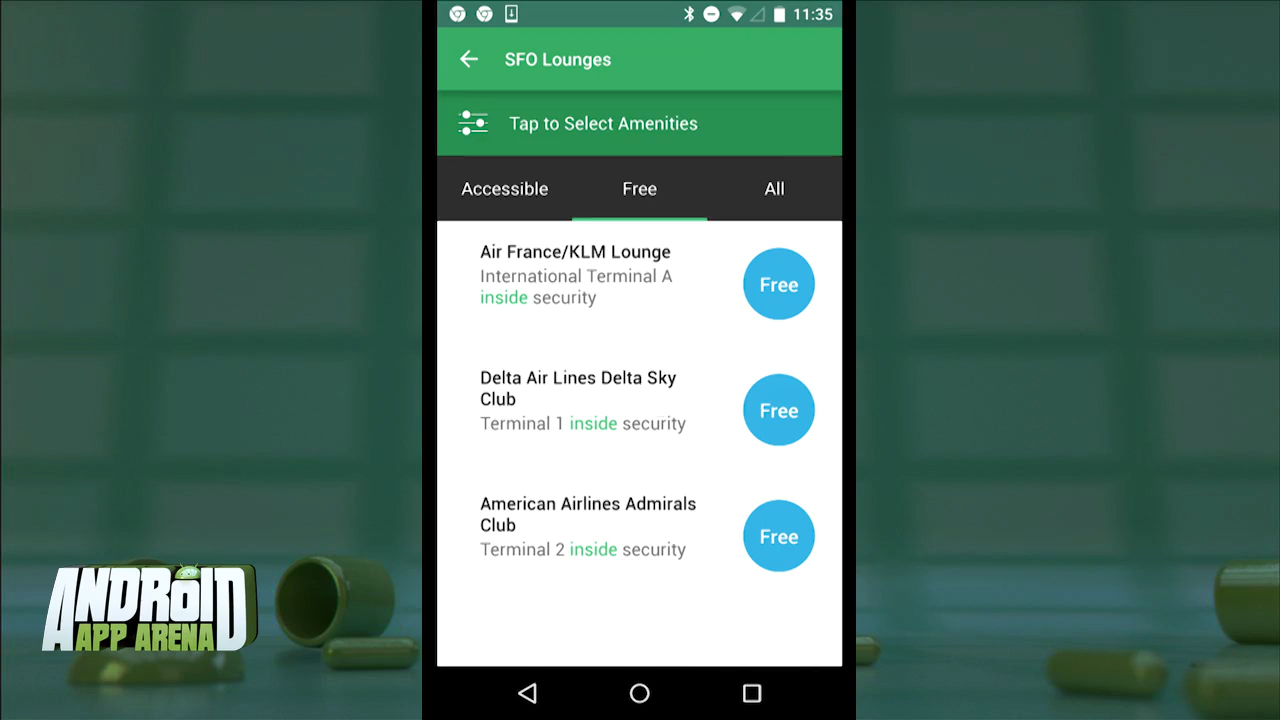 11:35
SFO Lounges
Tap to Select Amenities
Accessible Free All
Air France/KLM Lounge
International Terminal A
inside security
Free
Delta Air Lines Delta Sky
Club
Terminal 1 inside security
Free
American Airlines Admirals
Club
Terminal 2 inside security
Free
ANDROID
APP ARENA